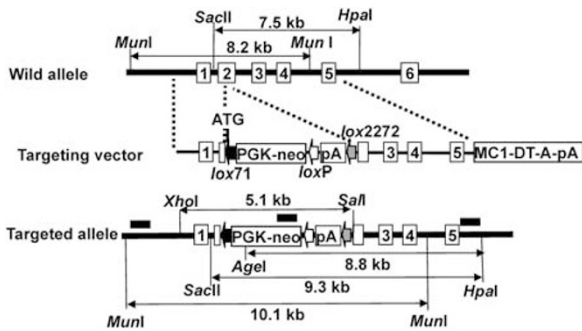 SacII HpaI
7.5 kb
MunI Mun I
8.2 kb
Wild allele 1 2 3 4 5 6
ATG
lox2272
Targeting vector 1 PGK-neo pA 3 4 5 MC1-DT-A-pA
lox71 loxP
XhoI 5.1 kb SalI
Targeted allele 1 PGK-neo pA 3 4 5
AgeI 8.8 kb
SacII 9.3 kb HpaI
10.1 kb
MunI MunI